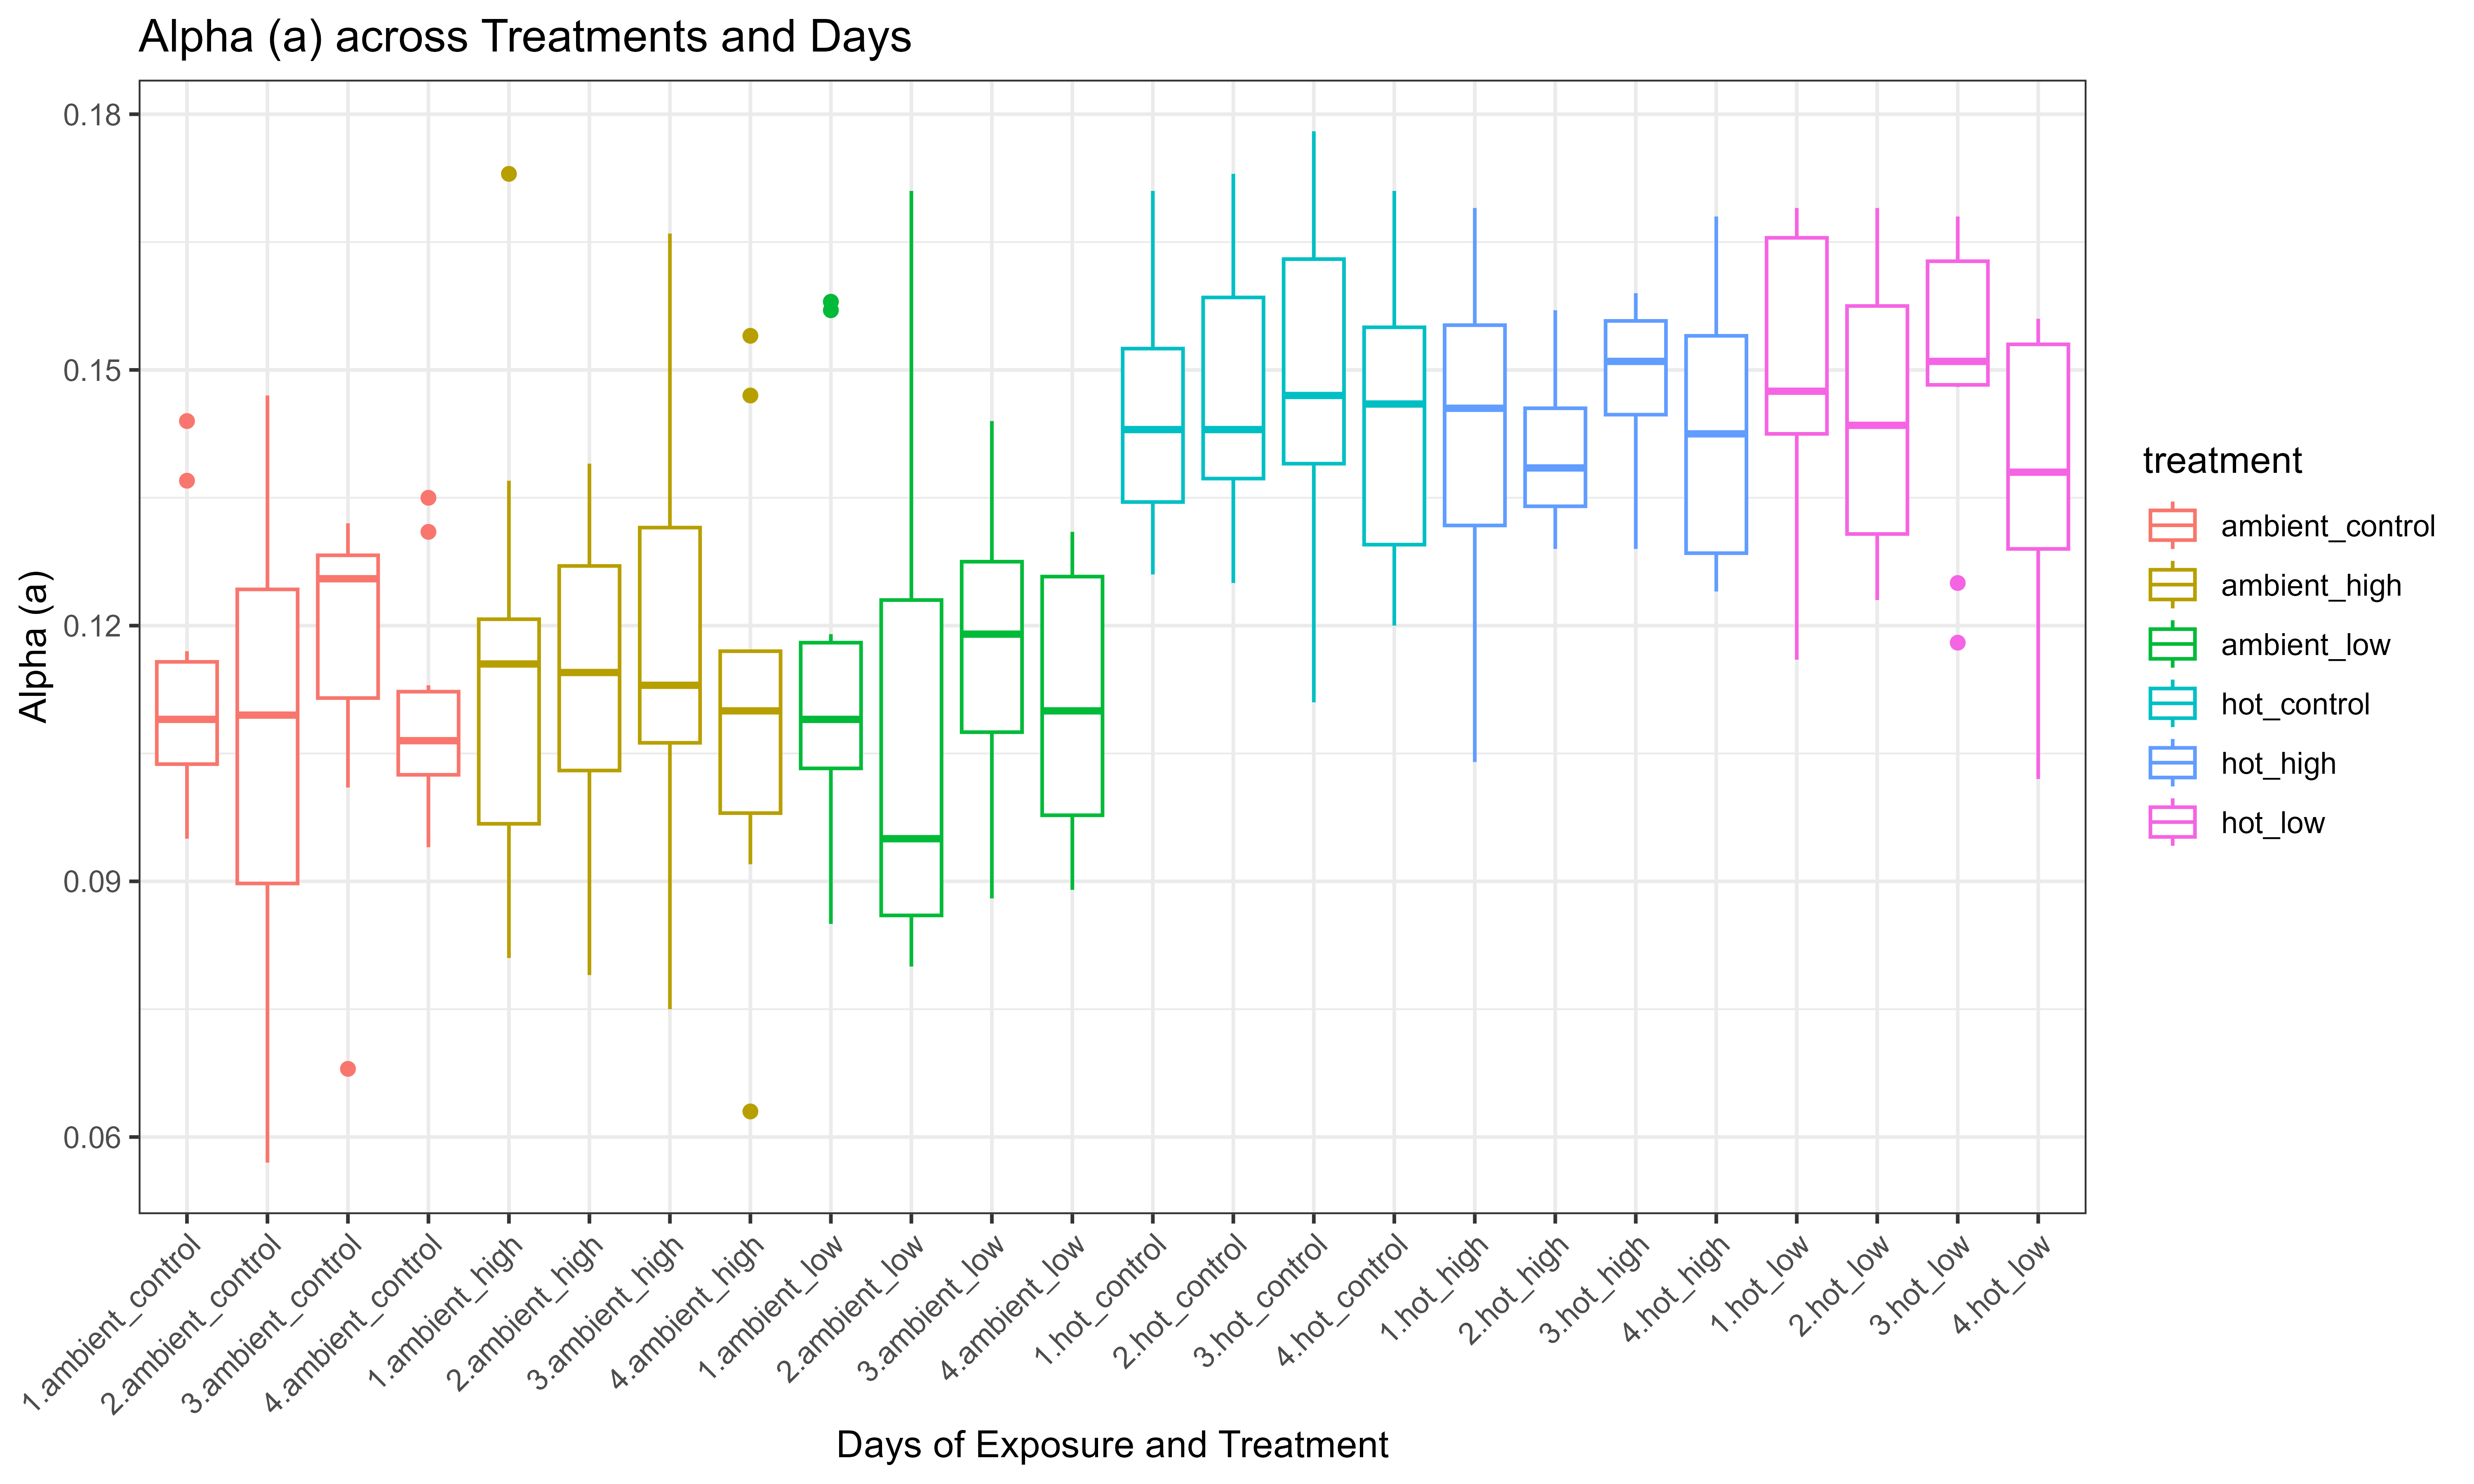 Alpha (a) across Treatments and Days
Alpha (a)
0.18
0.15
0.12
0.09
0.06
1.ambient_control
2.ambient_control
3.ambient_control
4.ambient_control
1.ambient_high
2.ambient_high
3.ambient_high
4.ambient_high
1.ambient_low
2.ambient_low
3.ambient_low
4.ambient_low
1.hot_control
2.hot_control
3.hot_control
4.hot_control
1.hot_high
2.hot_high
3.hot_high
4.hot_high
1.hot_low
2.hot_low
3.hot_low
4.hot_low
Days of Exposure and Treatment
treatment
ambient_control
ambient_high
ambient_low
hot_control
hot_high
hot_low